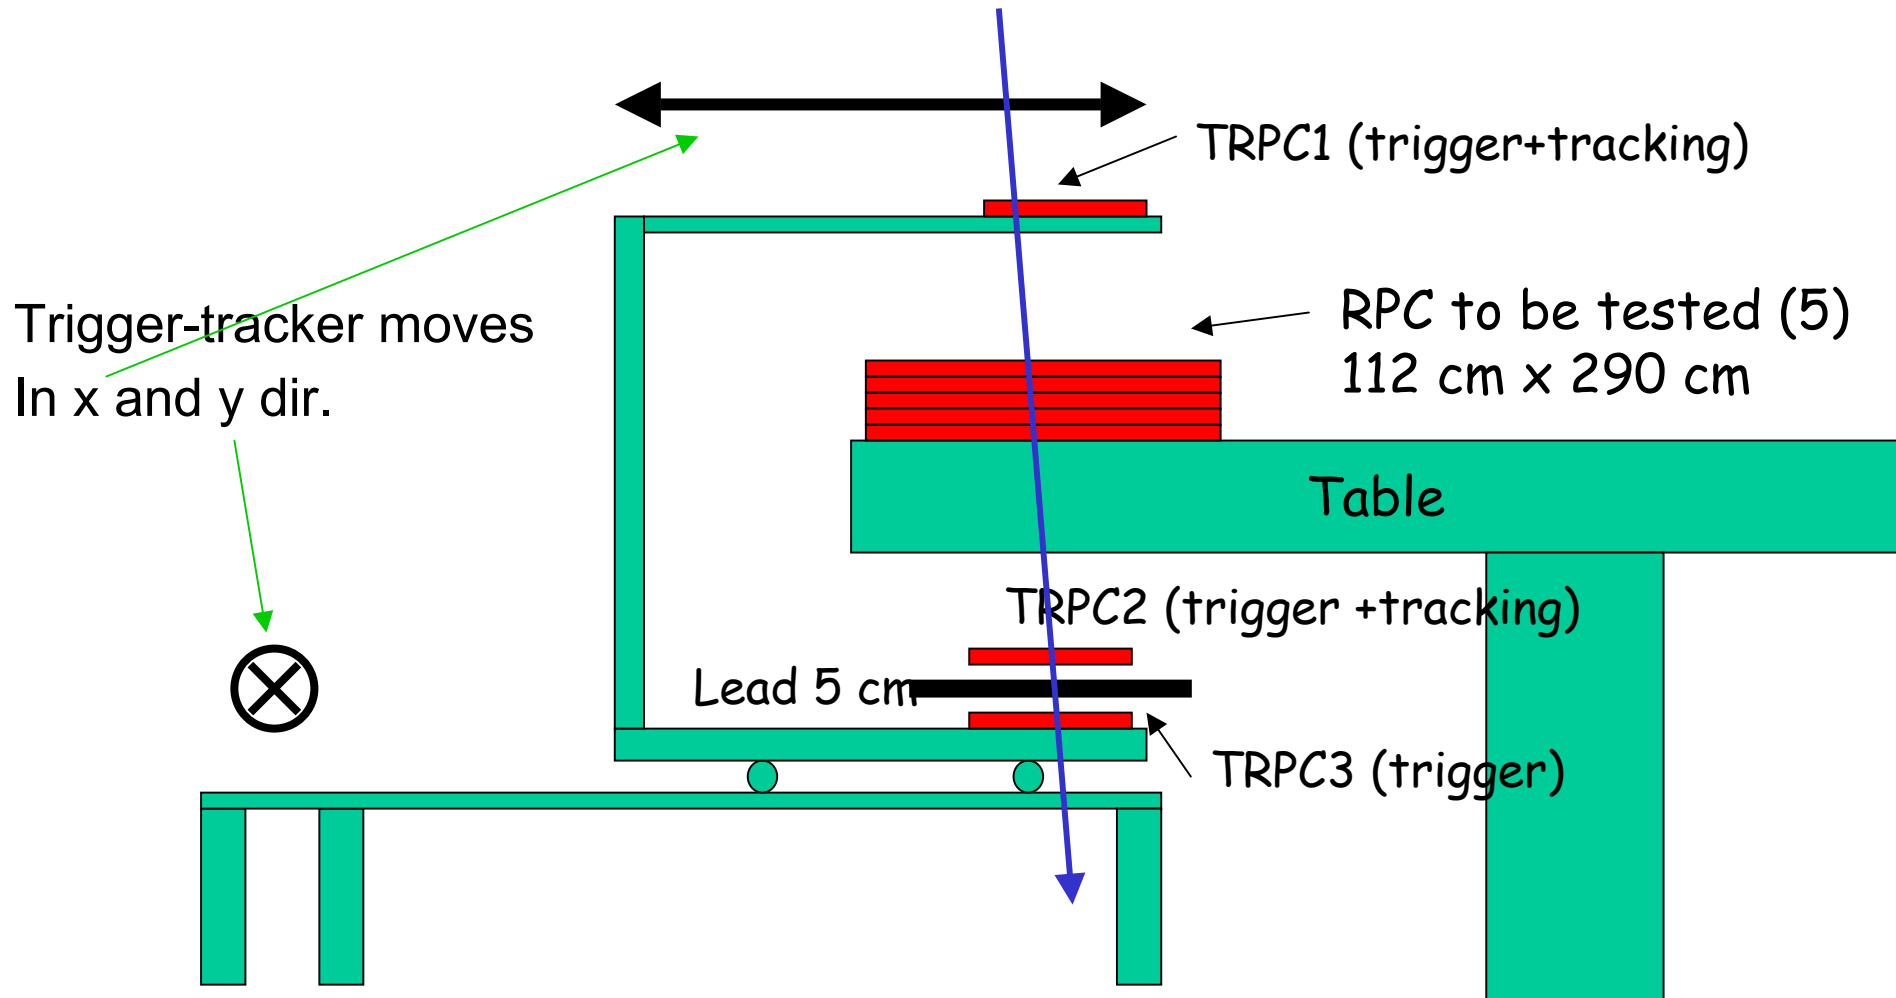 TRPC1 (trigger+tracking)
Trigger-tracker moves
In x and y dir.
RPC to be tested (5)
112 cm x 290 cm
Table
TRPC2 (trigger +tracking)
Lead 5 cm
TRPC3 (trigger)